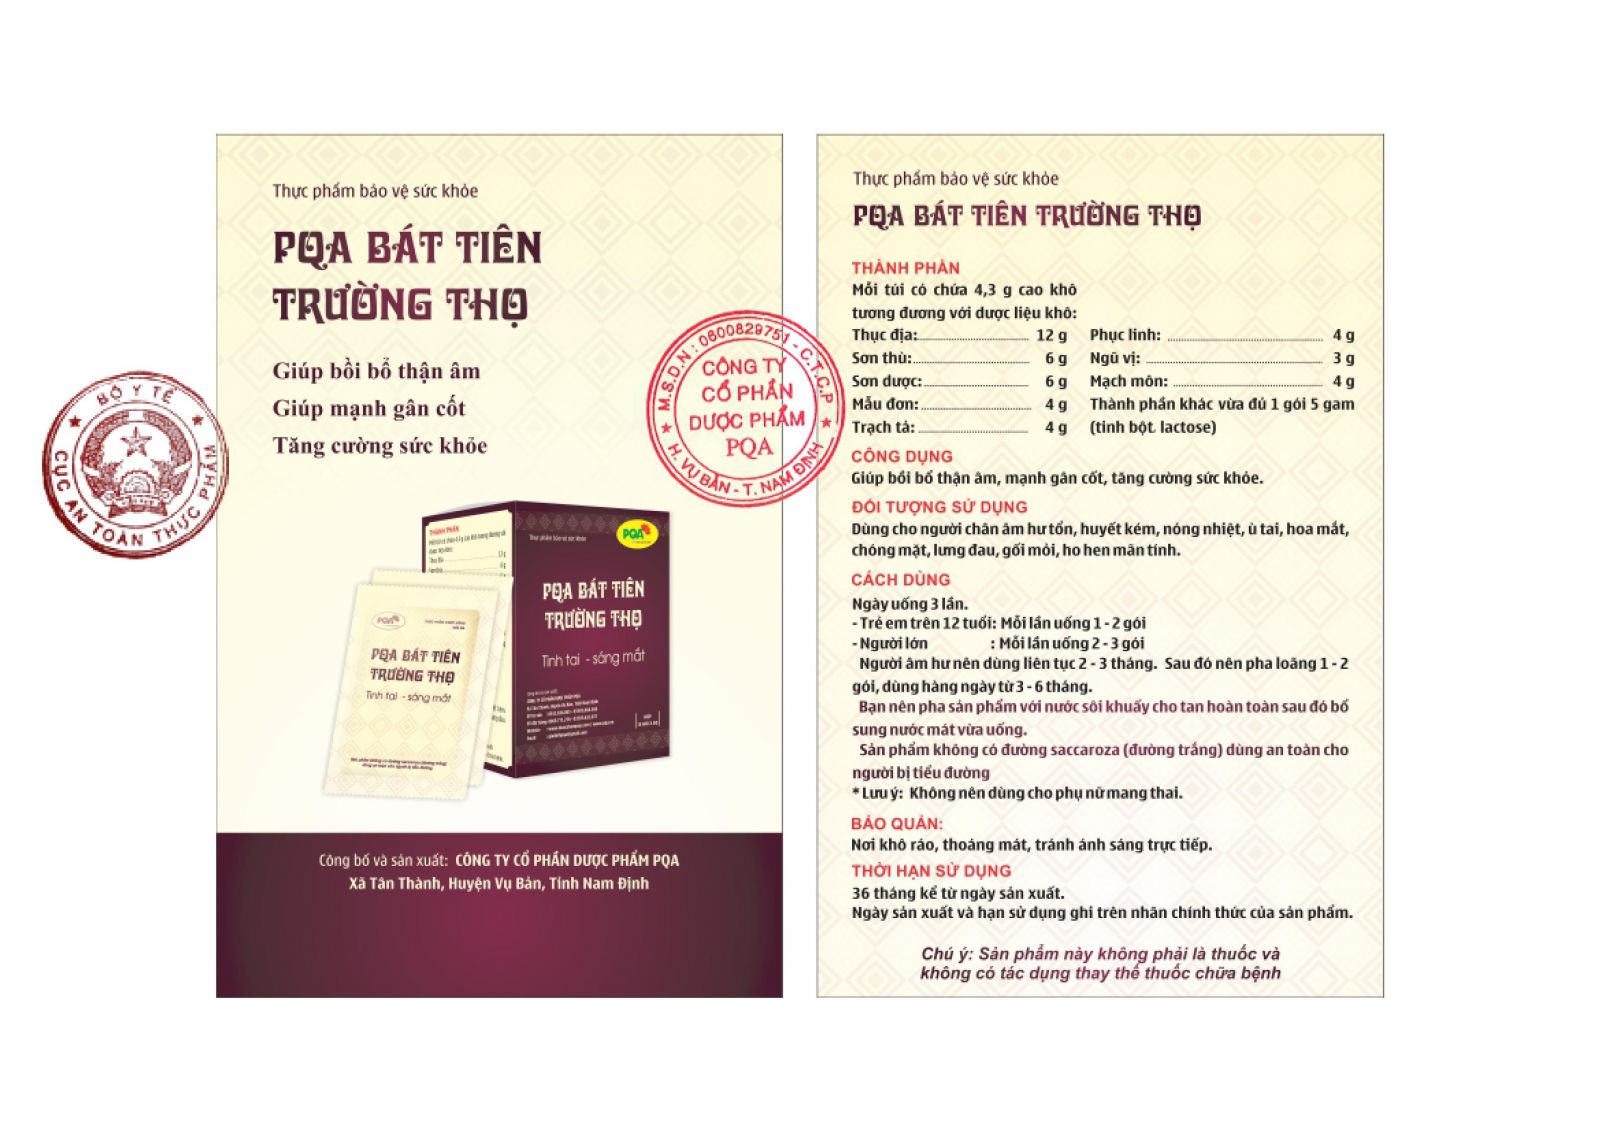 Thực phẩm bảo vệ sức khỏe
PQA BÁT TIÊN
TRƯỜNG THỌ
Giúp bồi bổ thận âm
Giúp mạnh gân cốt
Tăng cường sức khỏe
BỘ Y TẾ
CỤC AN TOÀN THỰC PHẨM
M.S.D.N: 0600829751 - C.T.C.P
CÔNG TY
CỔ PHẦN
DƯỢC PHẨM
PQA
H. VỤ BẢN - T. NAM ĐỊNH
THÀNH PHẦN
Thực phẩm bảo vệ sức khỏe
PQA
PQA BÁT TIÊN
TRƯỜNG THỌ
Tinh tai - sáng mắt
PQA
PQA BÁT TIÊN
TRƯỜNG THỌ
Tinh tai - sáng mắt
Công bố và sản xuất: CÔNG TY CỔ PHẦN DƯỢC PHẨM PQA
Xã Tân Thành, Huyện Vụ Bản, Tỉnh Nam Định
Thực phẩm bảo vệ sức khỏe
PQA BÁT TIÊN TRƯỜNG THỌ
THÀNH PHẦN
Mỗi túi có chứa 4,3 g cao khô
tương đương với dược liệu khô:
Thục địa: 12 g
Sơn thù: 6 g
Sơn dược: 6 g
Mẫu đơn: 4 g
Trạch tả: 4 g
Phục linh: 4 g
Ngũ vị: 3 g
Mạch môn: 4 g
Thành phần khác vừa đủ 1 gói 5 gam
(tinh bột. lactose)
CÔNG DỤNG
Giúp bồi bổ thận âm, mạnh gân cốt, tăng cường sức khỏe.
ĐỐI TƯỢNG SỬ DỤNG
Dùng cho người chân âm hư tổn, huyết kém, nóng nhiệt, ù tai, hoa mắt,
chóng mặt, lưng đau, gối mỏi, ho hen mãn tính.
CÁCH DÙNG
Ngày uống 3 lần.
- Trẻ em trên 12 tuổi: Mỗi lần uống 1 - 2 gói
- Người lớn : Mỗi lần uống 2 - 3 gói
Người âm hư nên dùng liên tục 2 - 3 tháng. Sau đó nên pha loãng 1 - 2
gói, dùng hàng ngày từ 3 - 6 tháng.
Bạn nên pha sản phẩm với nước sôi khuấy cho tan hoàn toàn sau đó bổ
sung nước mát vừa uống.
Sản phẩm không có đường saccaroza (đường trắng) dùng an toàn cho
người bị tiểu đường
* Lưu ý: Không nên dùng cho phụ nữ mang thai.
BẢO QUẢN:
Nơi khô ráo, thoáng mát, tránh ánh sáng trực tiếp.
THỜI HẠN SỬ DỤNG
36 tháng kể từ ngày sản xuất.
Ngày sản xuất và hạn sử dụng ghi trên nhãn chính thức của sản phẩm.
Chú ý: Sản phẩm này không phải là thuốc và
không có tác dụng thay thế thuốc chữa bệnh